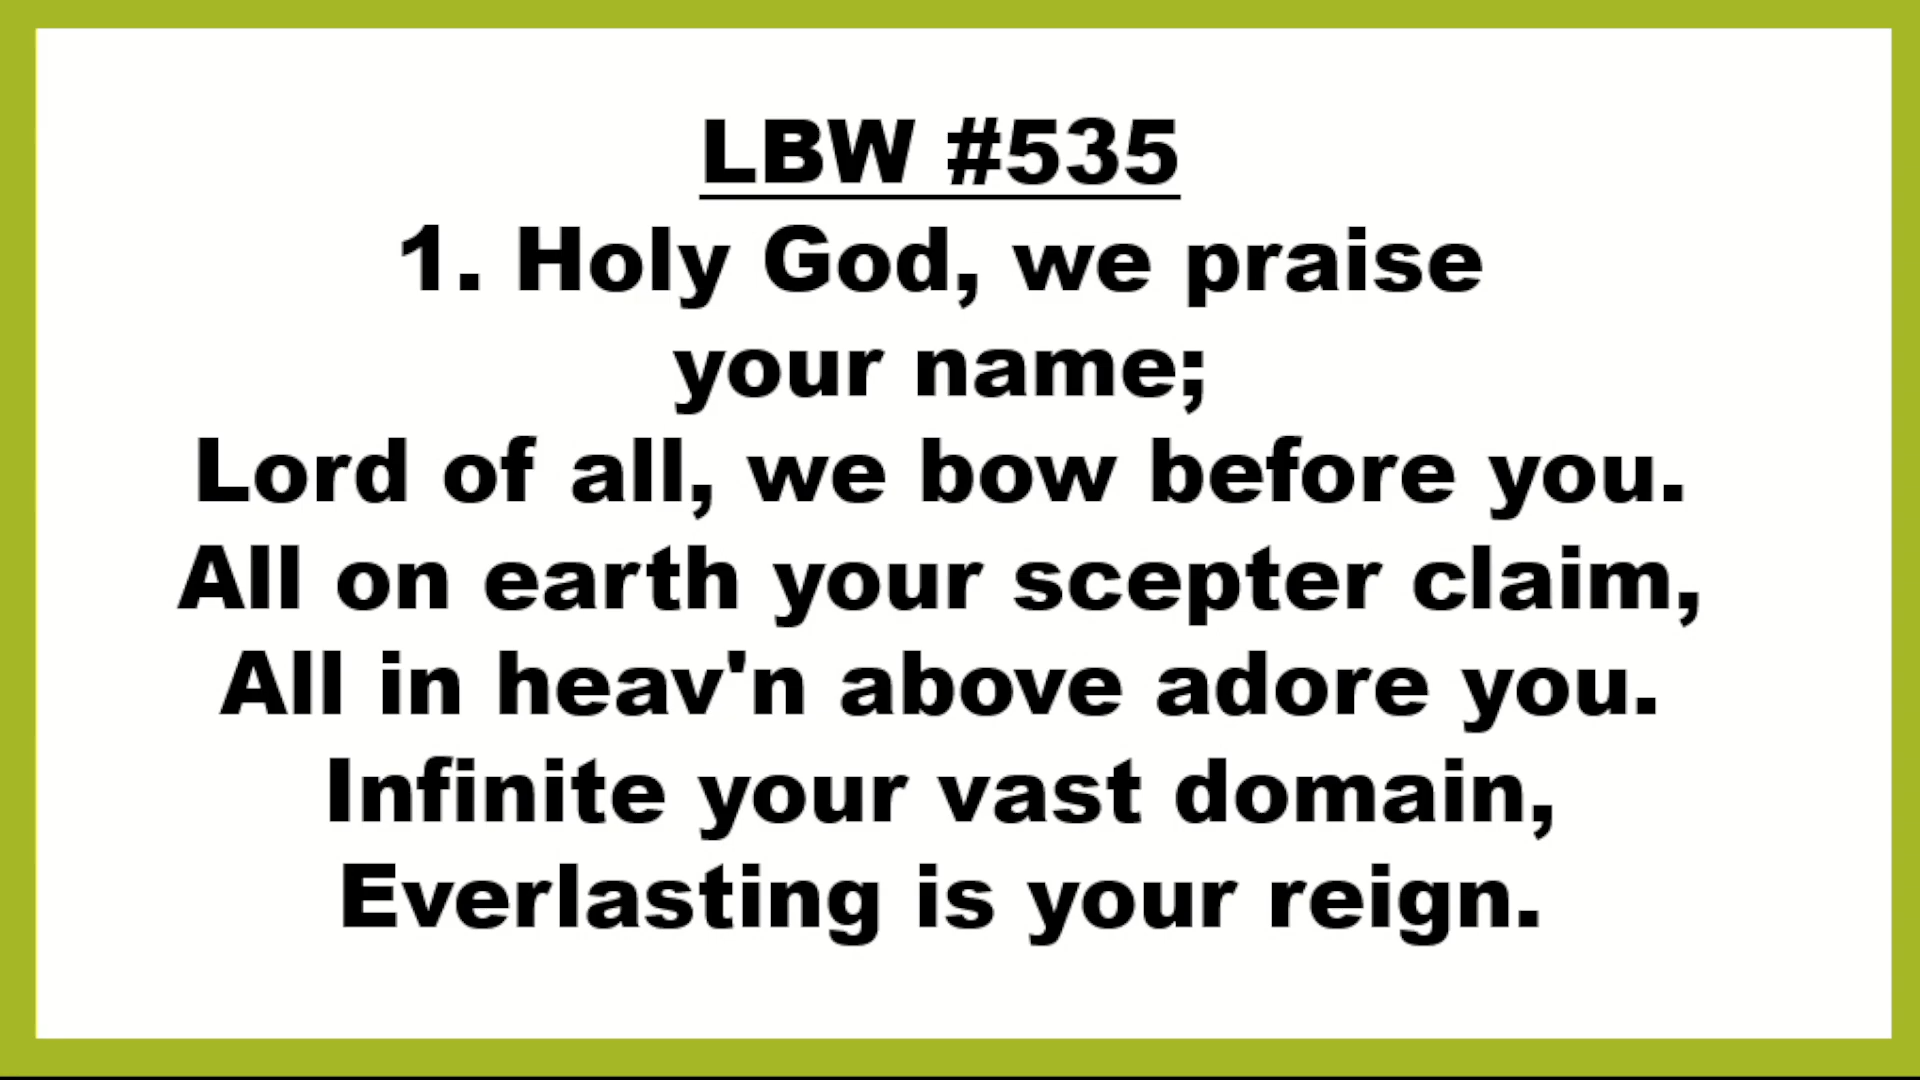 LBW #535
1. Holy God, we praise
your name;
Lord of all, we bow before you.
All on earth your scepter claim,
All in heav'n above adore you.
Infinite your vast domain,
Everlasting is your reign.